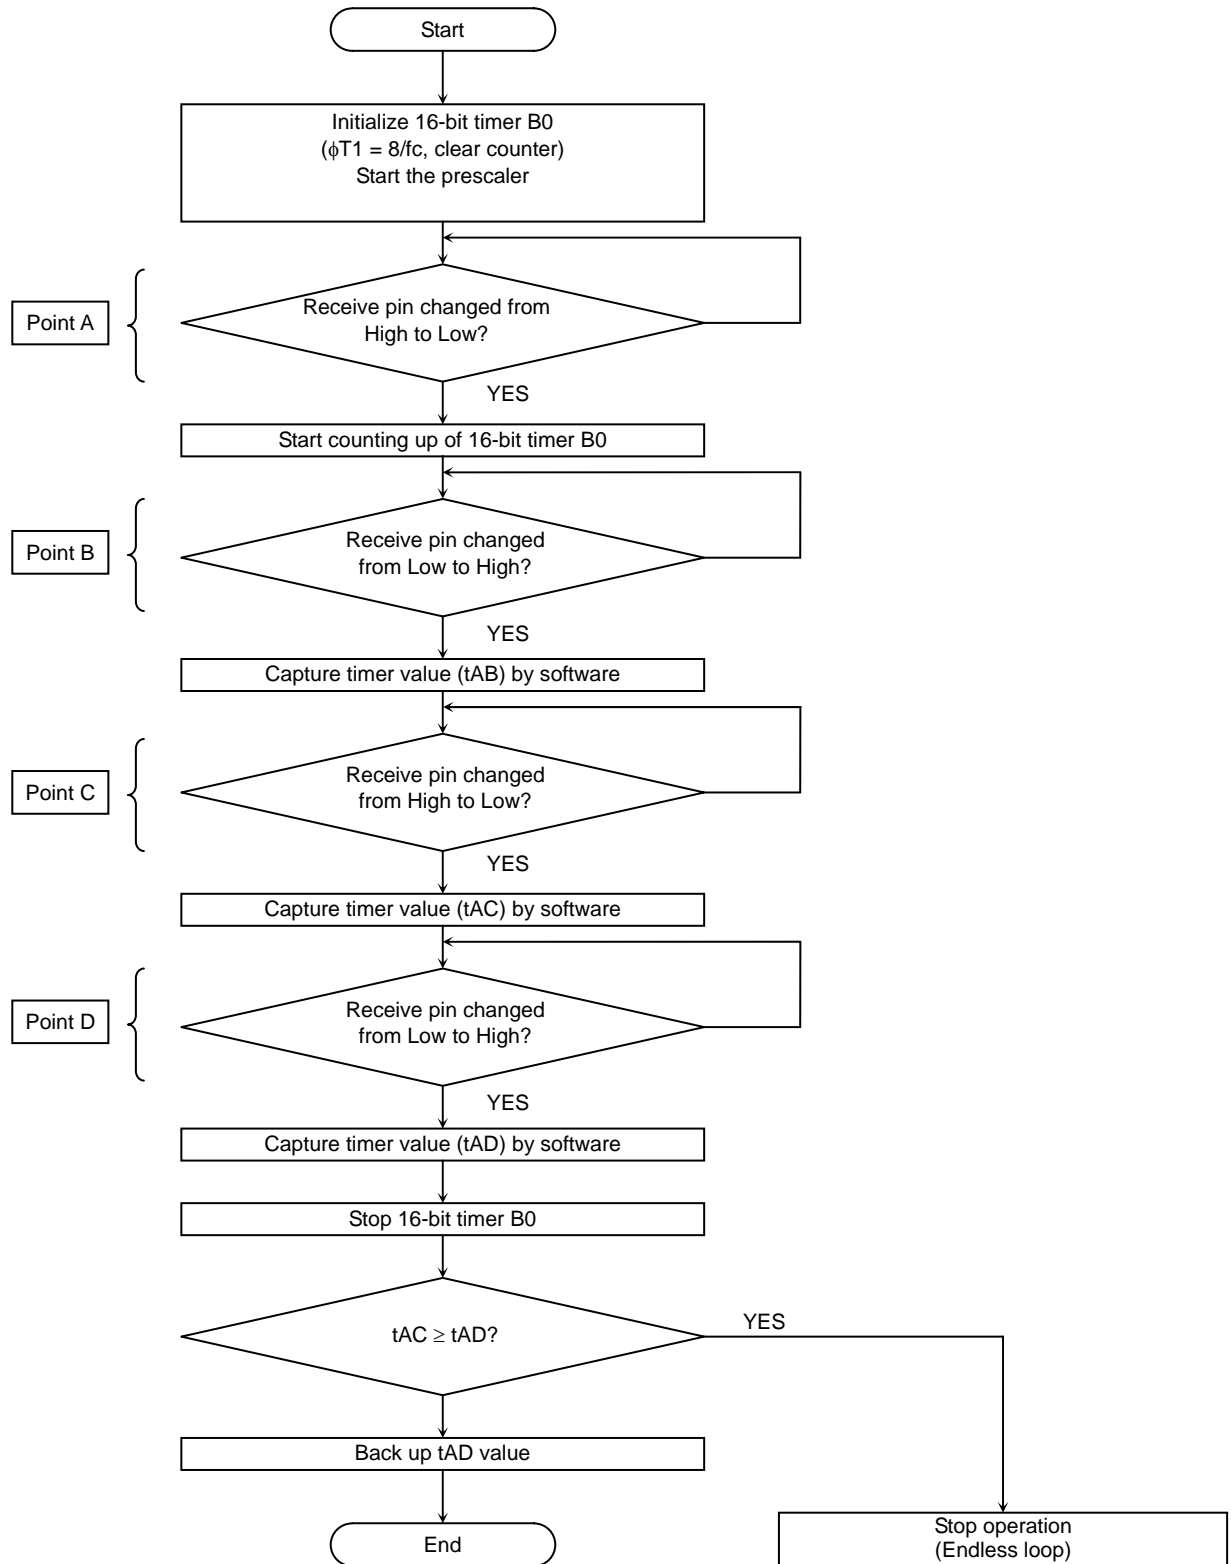 Start
Initialize 16-bit timer B0
(ϕT1 = 8/fc, clear counter)
Start the prescaler
Point A
Receive pin changed from
High to Low?
YES
Start counting up of 16-bit timer B0
Point B
Receive pin changed
from Low to High?
YES
Capture timer value (tAB) by software
Point C
Receive pin changed
from High to Low?
YES
Capture timer value (tAC) by software
Point D
Receive pin changed
from Low to High?
YES
Capture timer value (tAD) by software
Stop 16-bit timer B0
tAC ≥ tAD?
YES
Back up tAD value
End
Stop operation
(Endless loop)